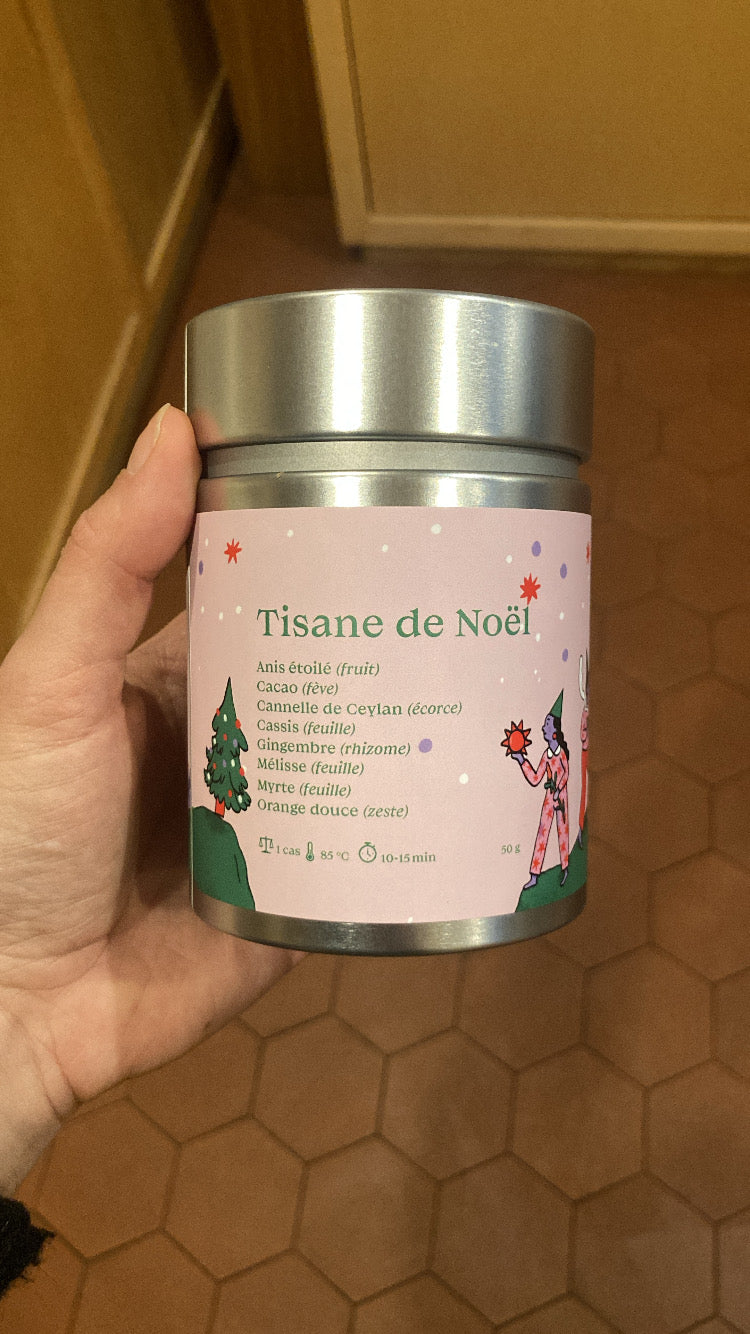 Tisane de Noël
Anis étoilé (fruit)
Cacao (fève)
Cannelle de Ceylan (écorce)
Cassis (feuille)
Gingembre (rhizome)
Mélisse (feuille)
Myrte (feuille)
Orange douce (zeste)
1 cas 85 °C 10-15 min 50 g